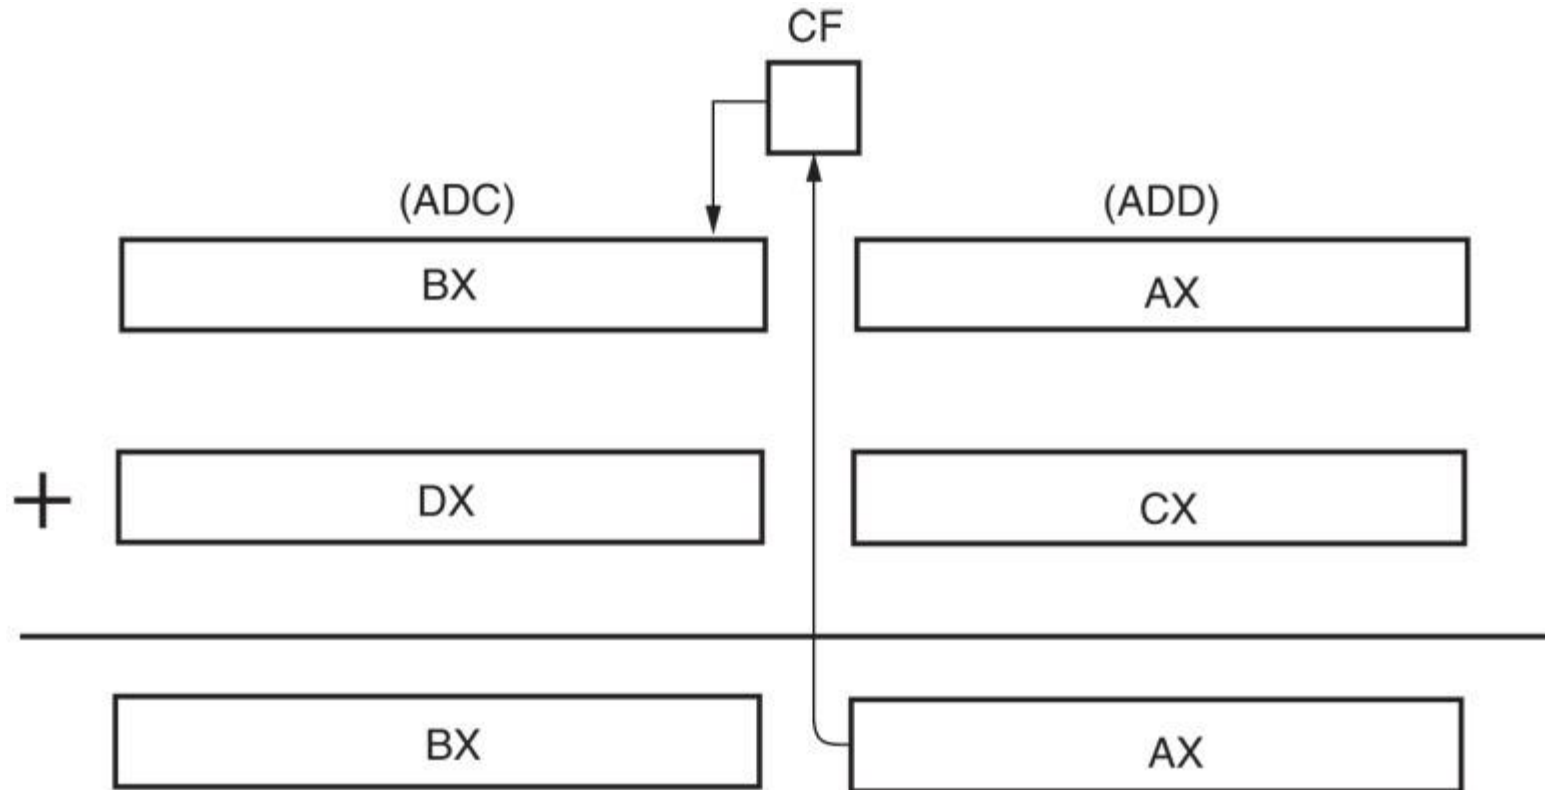 CF
(ADC) (ADD)
BX AX
+ DX CX
BX AX